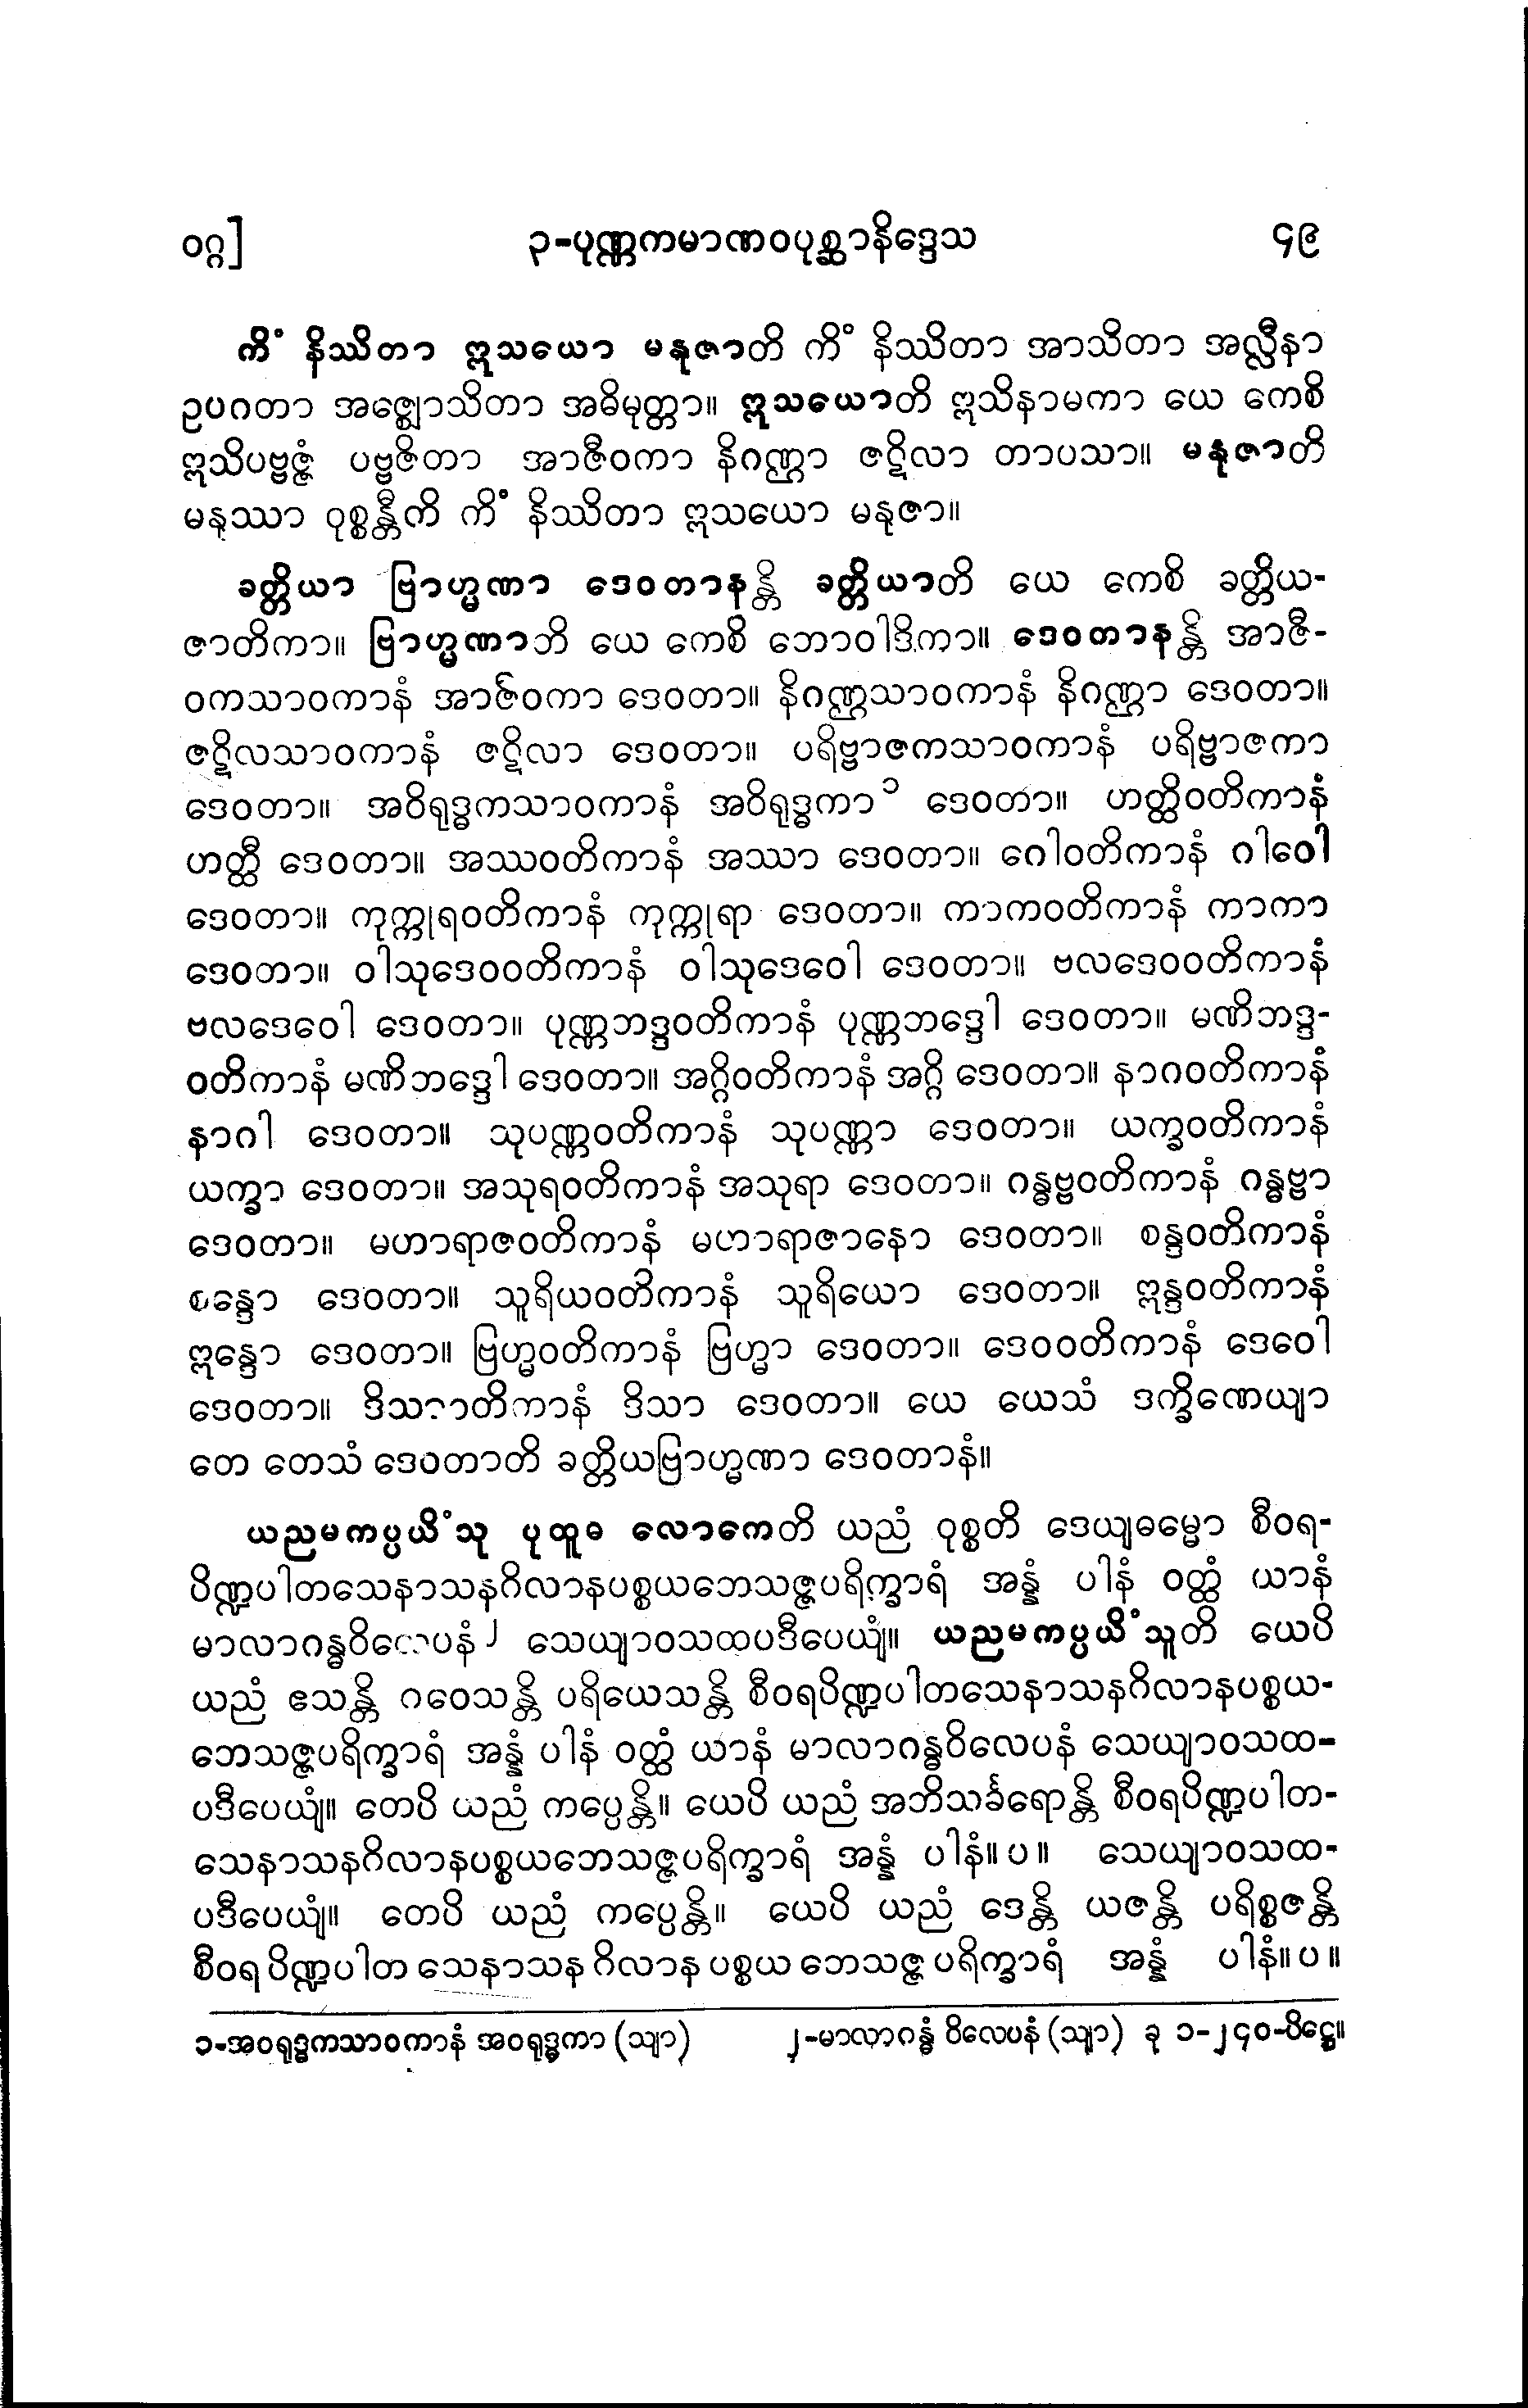 ဝဂ္ဂ] ၃-ပုဏ္ဏကမာဏဝပုစ္ဆာနိဒ္ဒေသ ၄၉
ကိံ နိဿိတာ ဣသယော မနုဇာတိ ကိံ နိဿိတာ အာသိတာ အလ္လီနာ
ဥပဂတာ အဇ္ဈောသိတာ အဓိမုတ္တာ။ ဣသယောတိ ဣသိနာမကာ ယေ ကေစိ
ဣသိပဗ္ဗဇ္ဇံ ပဗ္ဗဇိတာ အာဇီဝကာ နိဂဏ္ဌာ ဇဋိလာ တာပသာ။ မနုဇာတိ
မနုဿာ ဝုစ္စန္တီတိ ကိံ နိဿိတာ ဣသယော မနုဇာ။
ခတ္တိယာ ဗြာဟ္မဏာ ဒေဝတာနန္တိ ခတ္တိယာတိ ယေ ကေစိ ခတ္တိယ-
ဇာတိကာ။ ဗြာဟ္မဏာတိ ယေ ကေစိ ဘောဝါဒိကာ။ ဒေဝတာနန္တိ အာဇီ-
ဝကသာဝကာနံ အာဇီဝကာ ဒေဝတာ။ နိဂဏ္ဌသာဝကာနံ နိဂဏ္ဌာ ဒေဝတာ။
ဇဋိလသာဝကာနံ ဇဋိလာ ဒေဝတာ။ ပရိဗ္ဗာဇကသာဝကာနံ ပရိဗ္ဗာဇကာ
ဒေဝတာ။ အဝိရုဒ္ဓကသာဝကာနံ အဝိရုဒ္ဓကာ ၁ ဒေဝတာ။ ဟတ္ထိဝတိကာနံ
ဟတ္ထီ ဒေဝတာ။ အဿဝတိကာနံ အဿာ ဒေဝတာ။ ဂေါဝတိကာနံ ဂါဝေါ
ဒေဝတာ။ ကုက္ကုရဝတိကာနံ ကုက္ကုရာ ဒေဝတာ။ ကာကဝတိကာနံ ကာကာ
ဒေဝတာ။ ဝါသုဒေဝဝတိကာနံ ဝါသုဒေဝေါ ဒေဝတာ။ ဗလဒေဝဝတိကာနံ
ဗလဒေဝေါ ဒေဝတာ။ ပုဏ္ဏဘဒ္ဒဝတိကာနံ ပုဏ္ဏဘဒ္ဒေါ ဒေဝတာ။ မဏိဘဒ္ဒ-
ဝတိကာနံ မဏိဘဒ္ဒေါ ဒေဝတာ။ အဂ္ဂိဝတိကာနံ အဂ္ဂိ ဒေဝတာ။ နာဂဝတိကာနံ
နာဂါ ဒေဝတာ။ သုပဏ္ဏဝတိကာနံ သုပဏ္ဏာ ဒေဝတာ။ ယက္ခဝတိကာနံ
ယက္ခာ ဒေဝတာ။ အသုရဝတိကာနံ အသုရာ ဒေဝတာ။ ဂန္ဓဗ္ဗဝတိကာနံ ဂန္ဓဗ္ဗာ
ဒေဝတာ။ မဟာရာဇဝတိကာနံ မဟာရာဇာနော ဒေဝတာ။ စန္ဒဝတိကာနံ
စန္ဒော ဒေဝတာ။ သူရိယဝတိကာနံ သူရိယော ဒေဝတာ။ ဣန္ဒဝတိကာနံ
ဣန္ဒော ဒေဝတာ။ ဗြဟ္မဝတိကာနံ ဗြဟ္မာ ဒေဝတာ။ ဒေဝဝတိကာနံ ဒေဝေါ
ဒေဝတာ။ ဒိသာ ဒေဝတာ။ ယေ ယေသံ ဒက္ခိဏေယျာ
တေ တေသံ ဒေဝတာတိ ခတ္တိယဗြာဟ္မဏာ ဒေဝတာနံ။
ယညမကပ္ပယိံသု ပုထူဓ လောကေတိ ယညံ ဝုစ္စတိ ဒေယျဓမ္မော စီဝရ-
ပိဏ္ဍပါတသေနာသနဂိလာနပစ္စယဘေသဇ္ဇပရိက္ခာရံ အန္နံ ပါနံ ဝတ္ထံ ယာနံ
မာလာဂန္ဓဝိလေပနံ ၂ သေယျာဝသထပဒီပေယျံ။ ယညမကပ္ပယိံသူတိ ယေပိ
ယညံ ဧသန္တိ ဂဝေသန္တိ ပရိယေသန္တိ စီဝရပိဏ္ဍပါတသေနာသနဂိလာနပစ္စယ-
ဘေသဇ္ဇပရိက္ခာရံ အန္နံ ပါနံ ဝတ္ထံ ယာနံ မာလာဂန္ဓဝိလေပနံ သေယျာဝသထ-
ပဒီပေယျံ။ တေပိ ယညံ ကပ္ပေန္တိ။ ယေပိ ယညံ အဘိသင်္ခရောန္တိ စီဝရပိဏ္ဍပါတ-
သေနာသနဂိလာနပစ္စယဘေသဇ္ဇပရိက္ခာရံ အန္နံ ပါနံ။ပ။ သေယျာဝသထ-
ပဒီပေယျံ။ တေပိ ယညံ ကပ္ပေန္တိ။ ယေပိ ယညံ ဒေန္တိ ယဇန္တိ ပရိစ္စဇန္တိ
စီဝရ ပိဏ္ဍပါတ သေနာသန ဂိလာန ပစ္စယ ဘေသဇ္ဇ ပရိက္ခာရံ အန္နံ ပါနံ။ပ။
၁-အဝရုဒ္ဓကသာဝကာနံ အဝရုဒ္ဓကာ (သျာ) ၂-မာလာဂန္ဓံ ဝိလေပနံ (သျာ) ခု ၁-၂၄၀-ပိဋ္ဌေ။